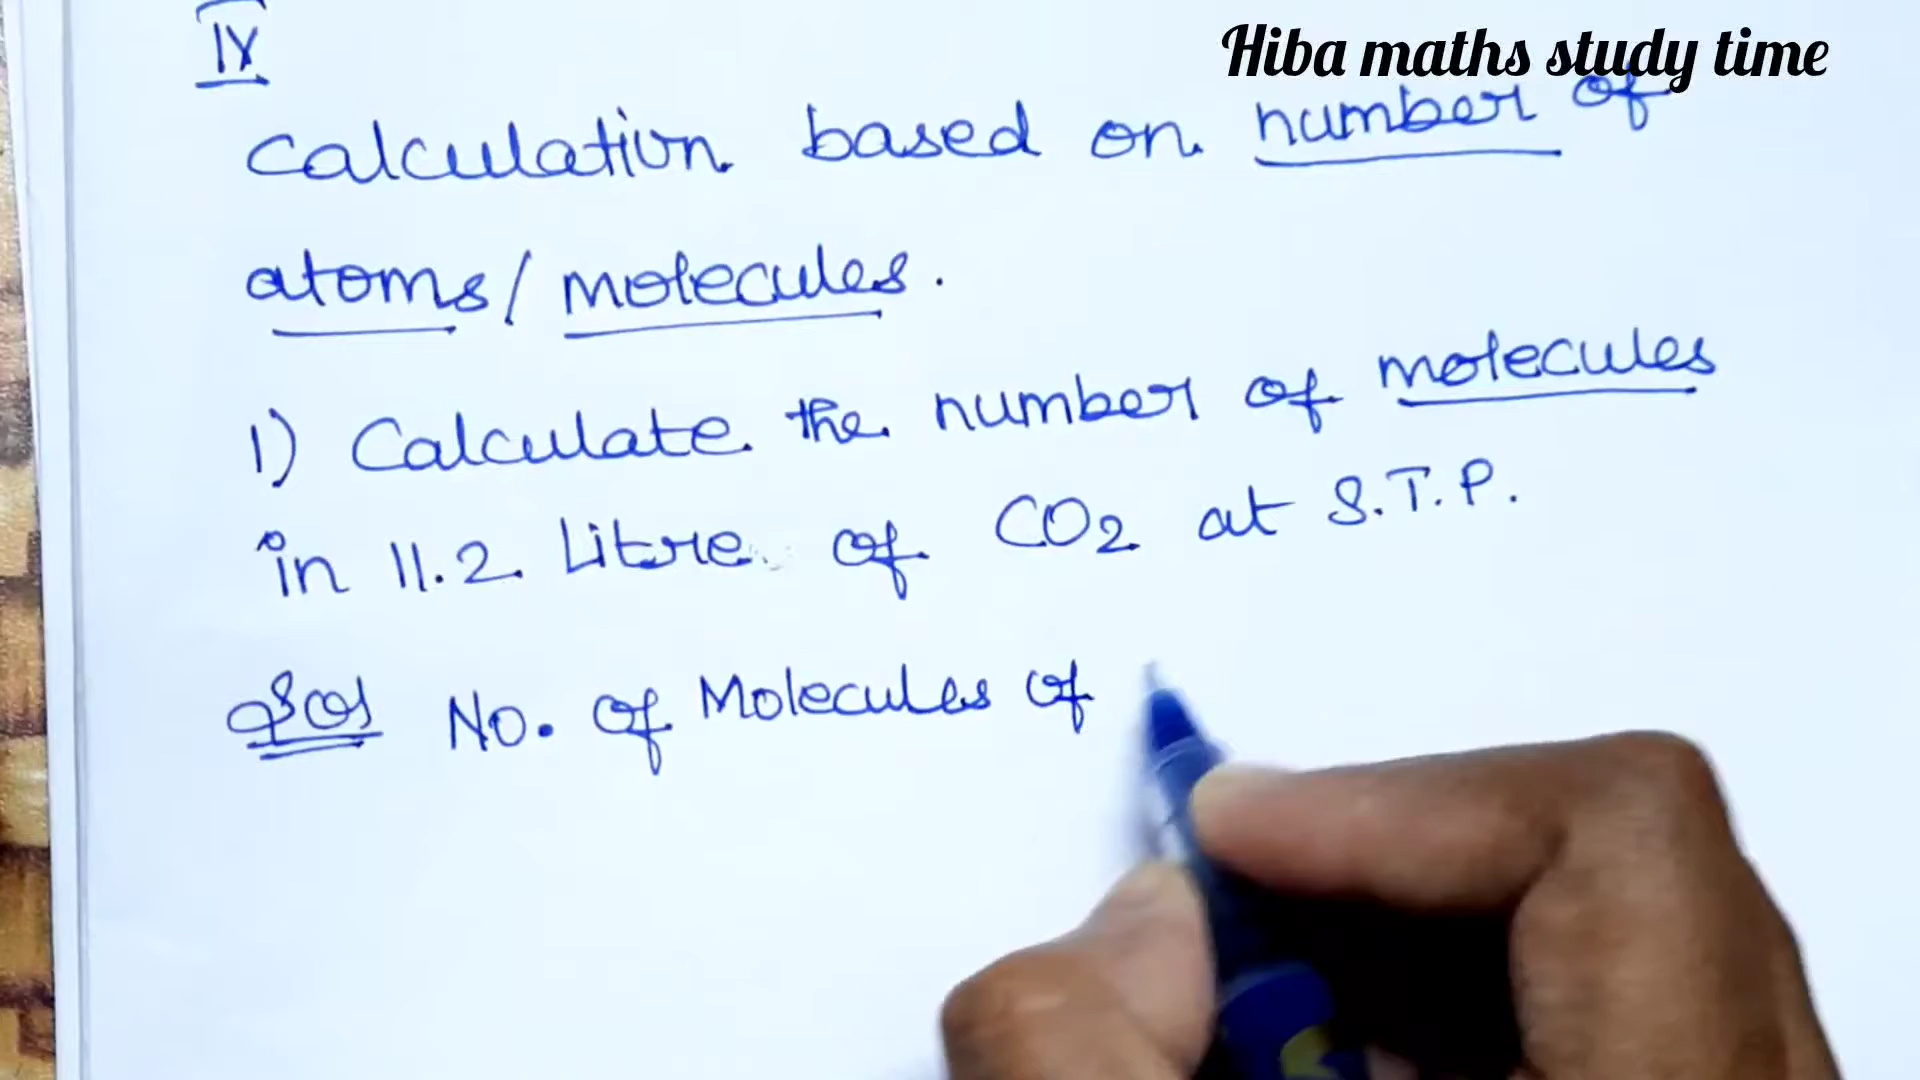 IV
Hiba maths study time
Calculation based on number of
atoms/molecules.
1) Calculate the number of molecules
in 11.2 Litre of CO2 at S.T.P.
Sol No. of Molecules of